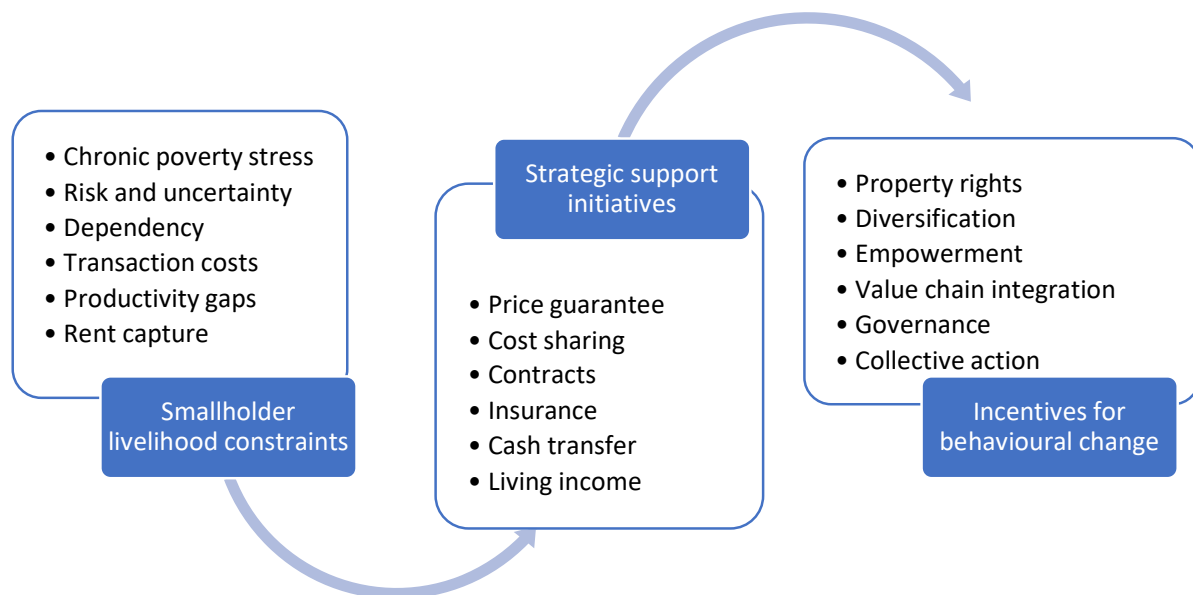 • Chronic poverty stress
• Risk and uncertainty
• Dependency
• Transaction costs
• Productivity gaps
• Rent capture
Smallholder
livelihood constraints
Strategic support
initiatives
• Price guarantee
• Cost sharing
• Contracts
• Insurance
• Cash transfer
• Living income
• Property rights
• Diversification
• Empowerment
• Value chain integration
• Governance
• Collective action
Incentives for
behavioural change